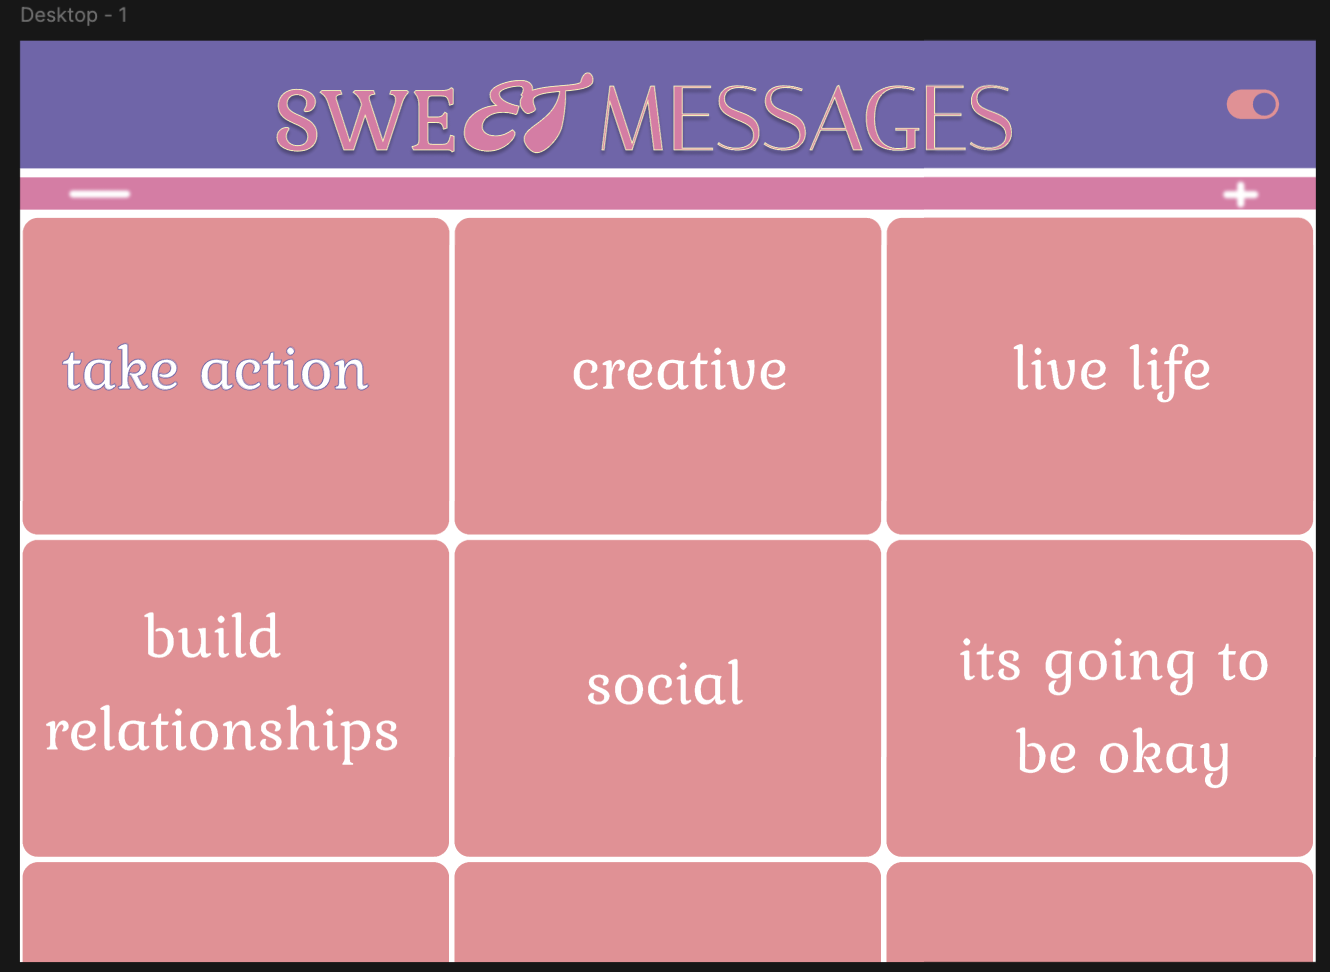 Desktop - 1
SWEET MESSAGES
take action
creative
live life
build
relationships
social
its going to
be okay